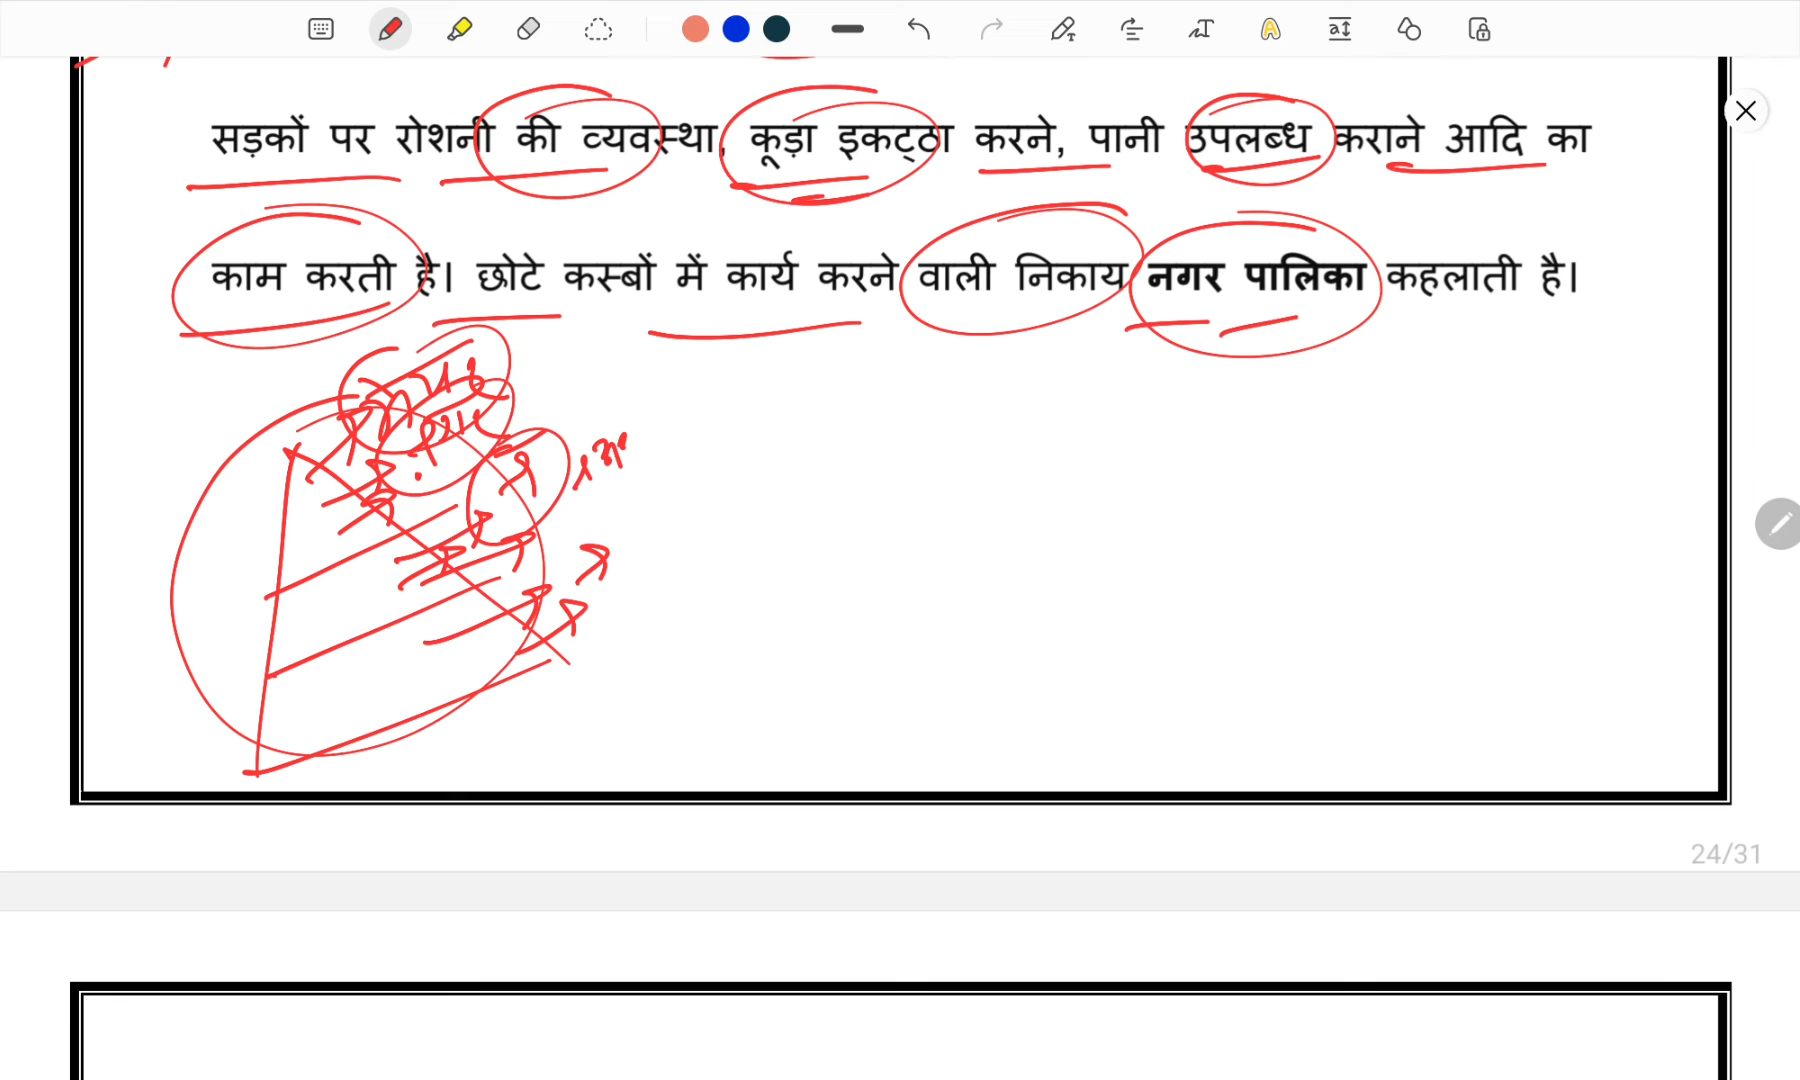 सड़कों पर रोशनी की व्यवस्था, कूड़ा इकट्ठा करने, पानी उपलब्ध कराने आदि का
काम करती है। छोटे कस्बों में कार्य करने वाली निकाय नगर पालिका कहलाती है।
24/31